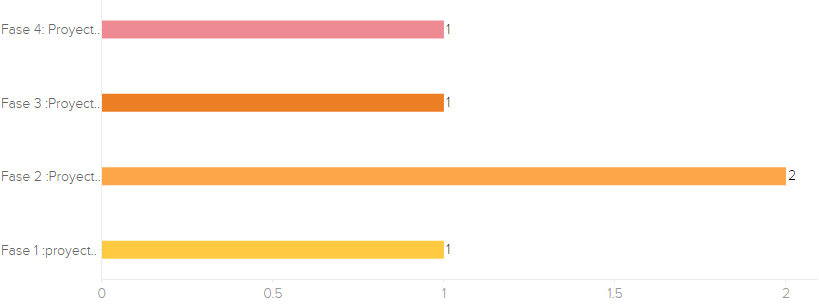 Fase 4: Proyect.. 1
Fase 3 :Proyect.. 1
Fase 2 :Proyect.. 2
Fase 1 :proyect.. 1
0 0.5 1 1.5 2